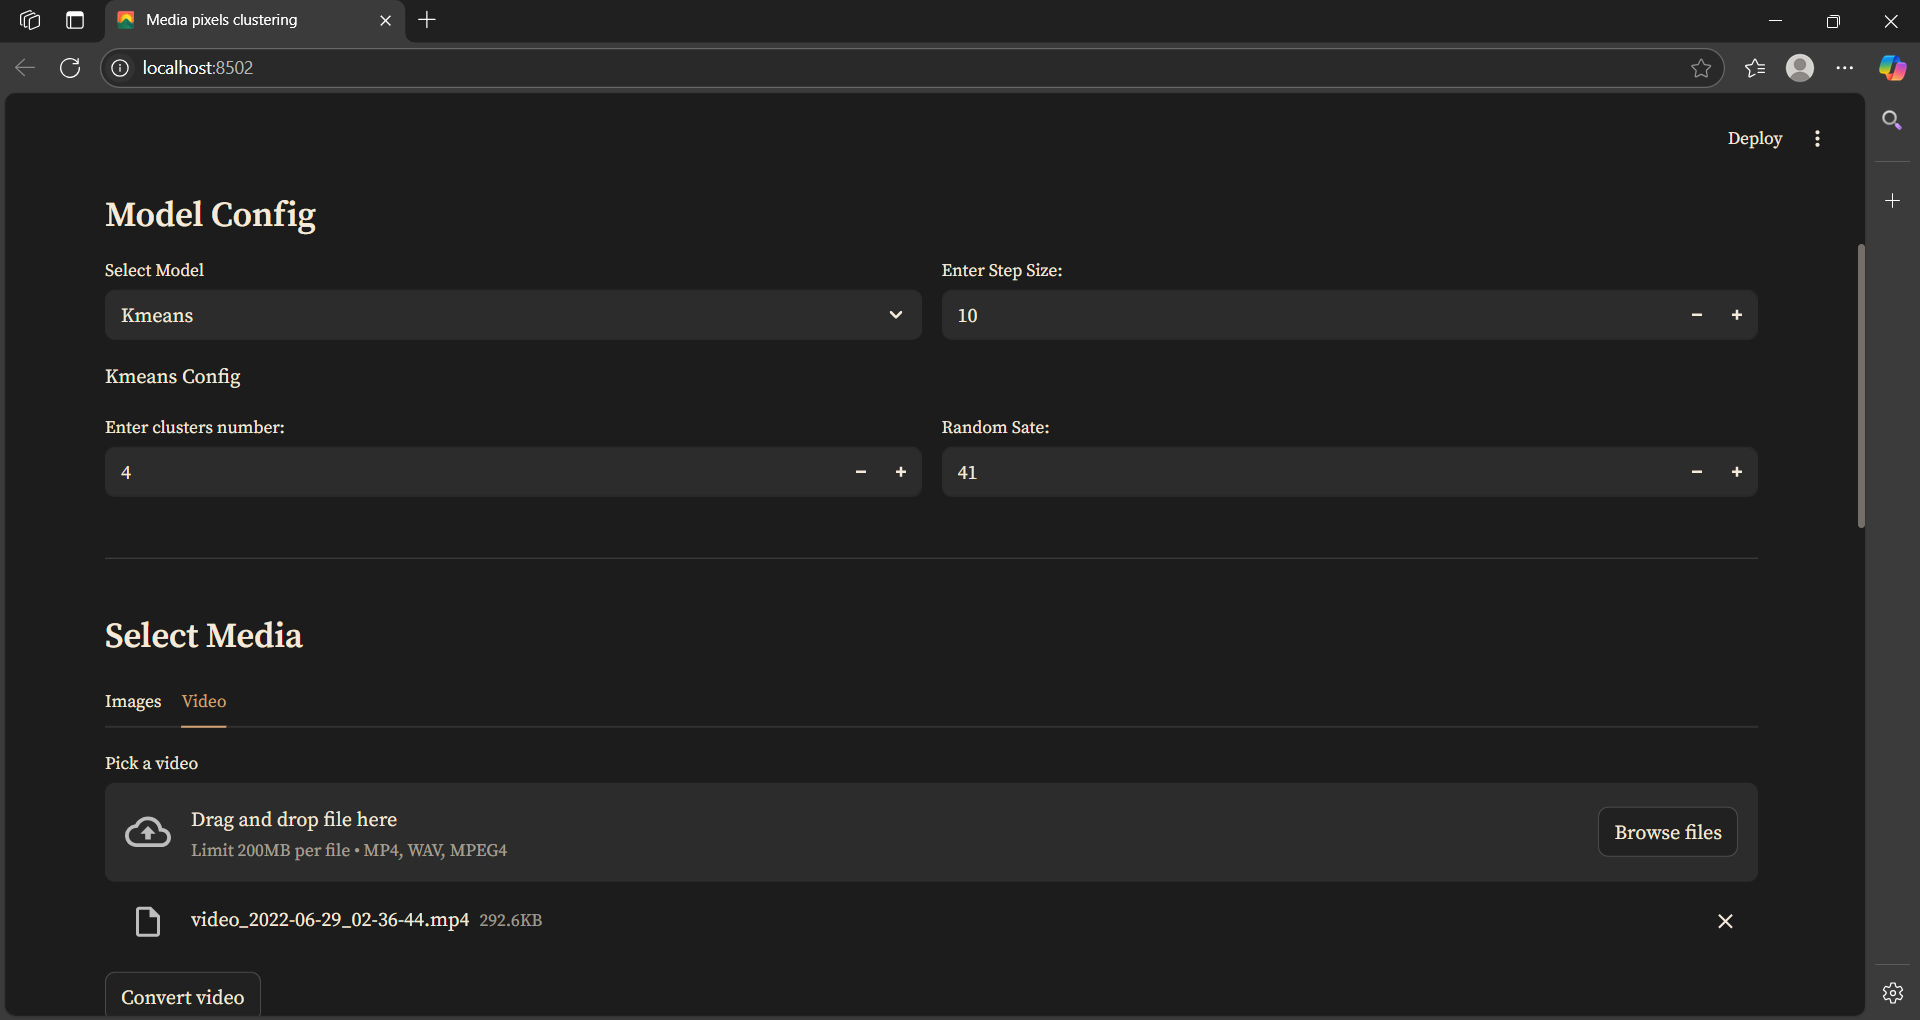 Media pixels clustering
localhost:8502
Deploy
Model Config
Select Model
Enter Step Size:
Kmeans
10
Kmeans Config
Enter clusters number:
Random Sate:
4
41
Select Media
Images Video
Pick a video
Drag and drop file here
Limit 200MB per file • MP4, WAV, MPEG4
Browse files
video_2022-06-29_02-36-44.mp4 292.6KB
Convert video